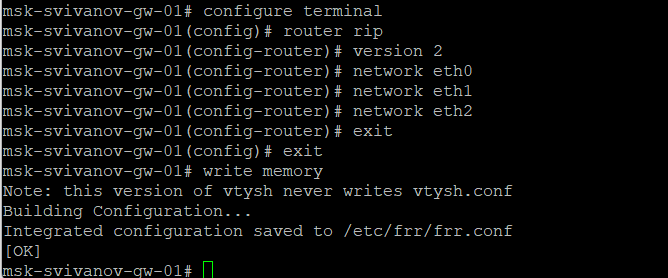 msk-svivanov-gw-01# configure terminal
msk-svivanov-gw-01(config)# router rip
msk-svivanov-gw-01(config-router)# version 2
msk-svivanov-gw-01(config-router)# network eth0
msk-svivanov-gw-01(config-router)# network eth1
msk-svivanov-gw-01(config-router)# network eth2
msk-svivanov-gw-01(config-router)# exit
msk-svivanov-gw-01(config)# exit
msk-svivanov-gw-01# write memory
Note: this version of vtysh never writes vtysh.conf
Building Configuration...
Integrated configuration saved to /etc/frr/frr.conf
[OK]
msk-svivanov-gw-01#